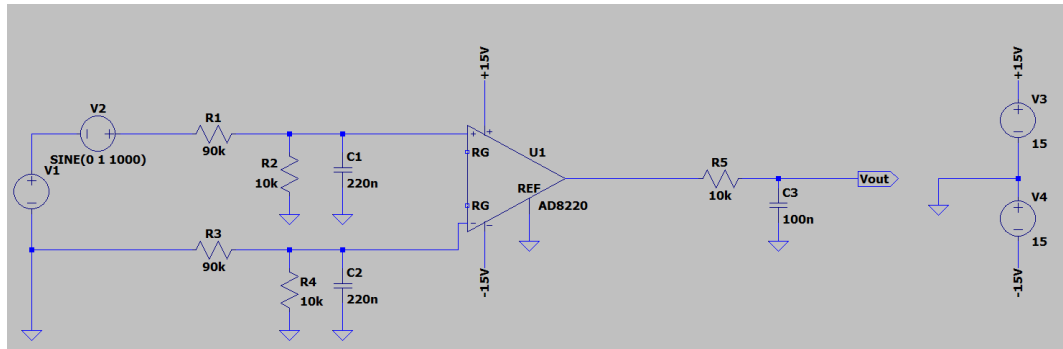 +15V
+15V
V2
V3
R1
U1
RG
SINE(0 1 1000)
90k
R2
C1
R5
15
V1
10k
220n
REF
Vout
RG
AD8220
10k
C3
V4
R3
100n
90k
C2
15
R4
220n
10k
-15V
-15V